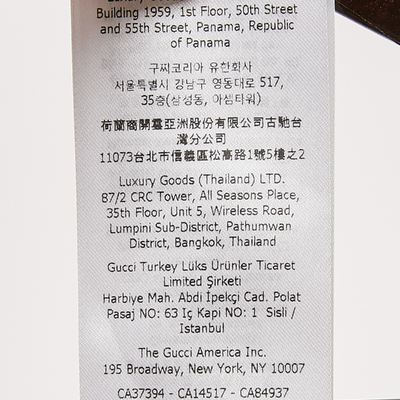 Building 1959, 1st Floor, 50th Street
and 55th Street, Panama, Republic
of Panama
구찌코리아 유한회사
서울특별시 강남구 영동대로 517,
35층(삼성동, 아셈타워)
荷蘭商開雲亞洲股份有限公司古馳台
灣分公司
11073台北市信義區松高路1號5樓之2
Luxury Goods (Thailand) LTD.
87/2 CRC Tower, All Seasons Place,
35th Floor, Unit 5, Wireless Road,
Lumpini Sub-District, Pathumwan
District, Bangkok, Thailand
Gucci Turkey Lüks Ürünler Ticaret
Limited Şirketi
Harbiye Mah. Abdi İpekçi Cad. Polat
Pasaj NO: 63 Iç Kapi NO: 1 Sisli /
Istanbul
The Gucci America Inc.
195 Broadway, New York, NY 10007
CA37394 - CA14517 - CA84937